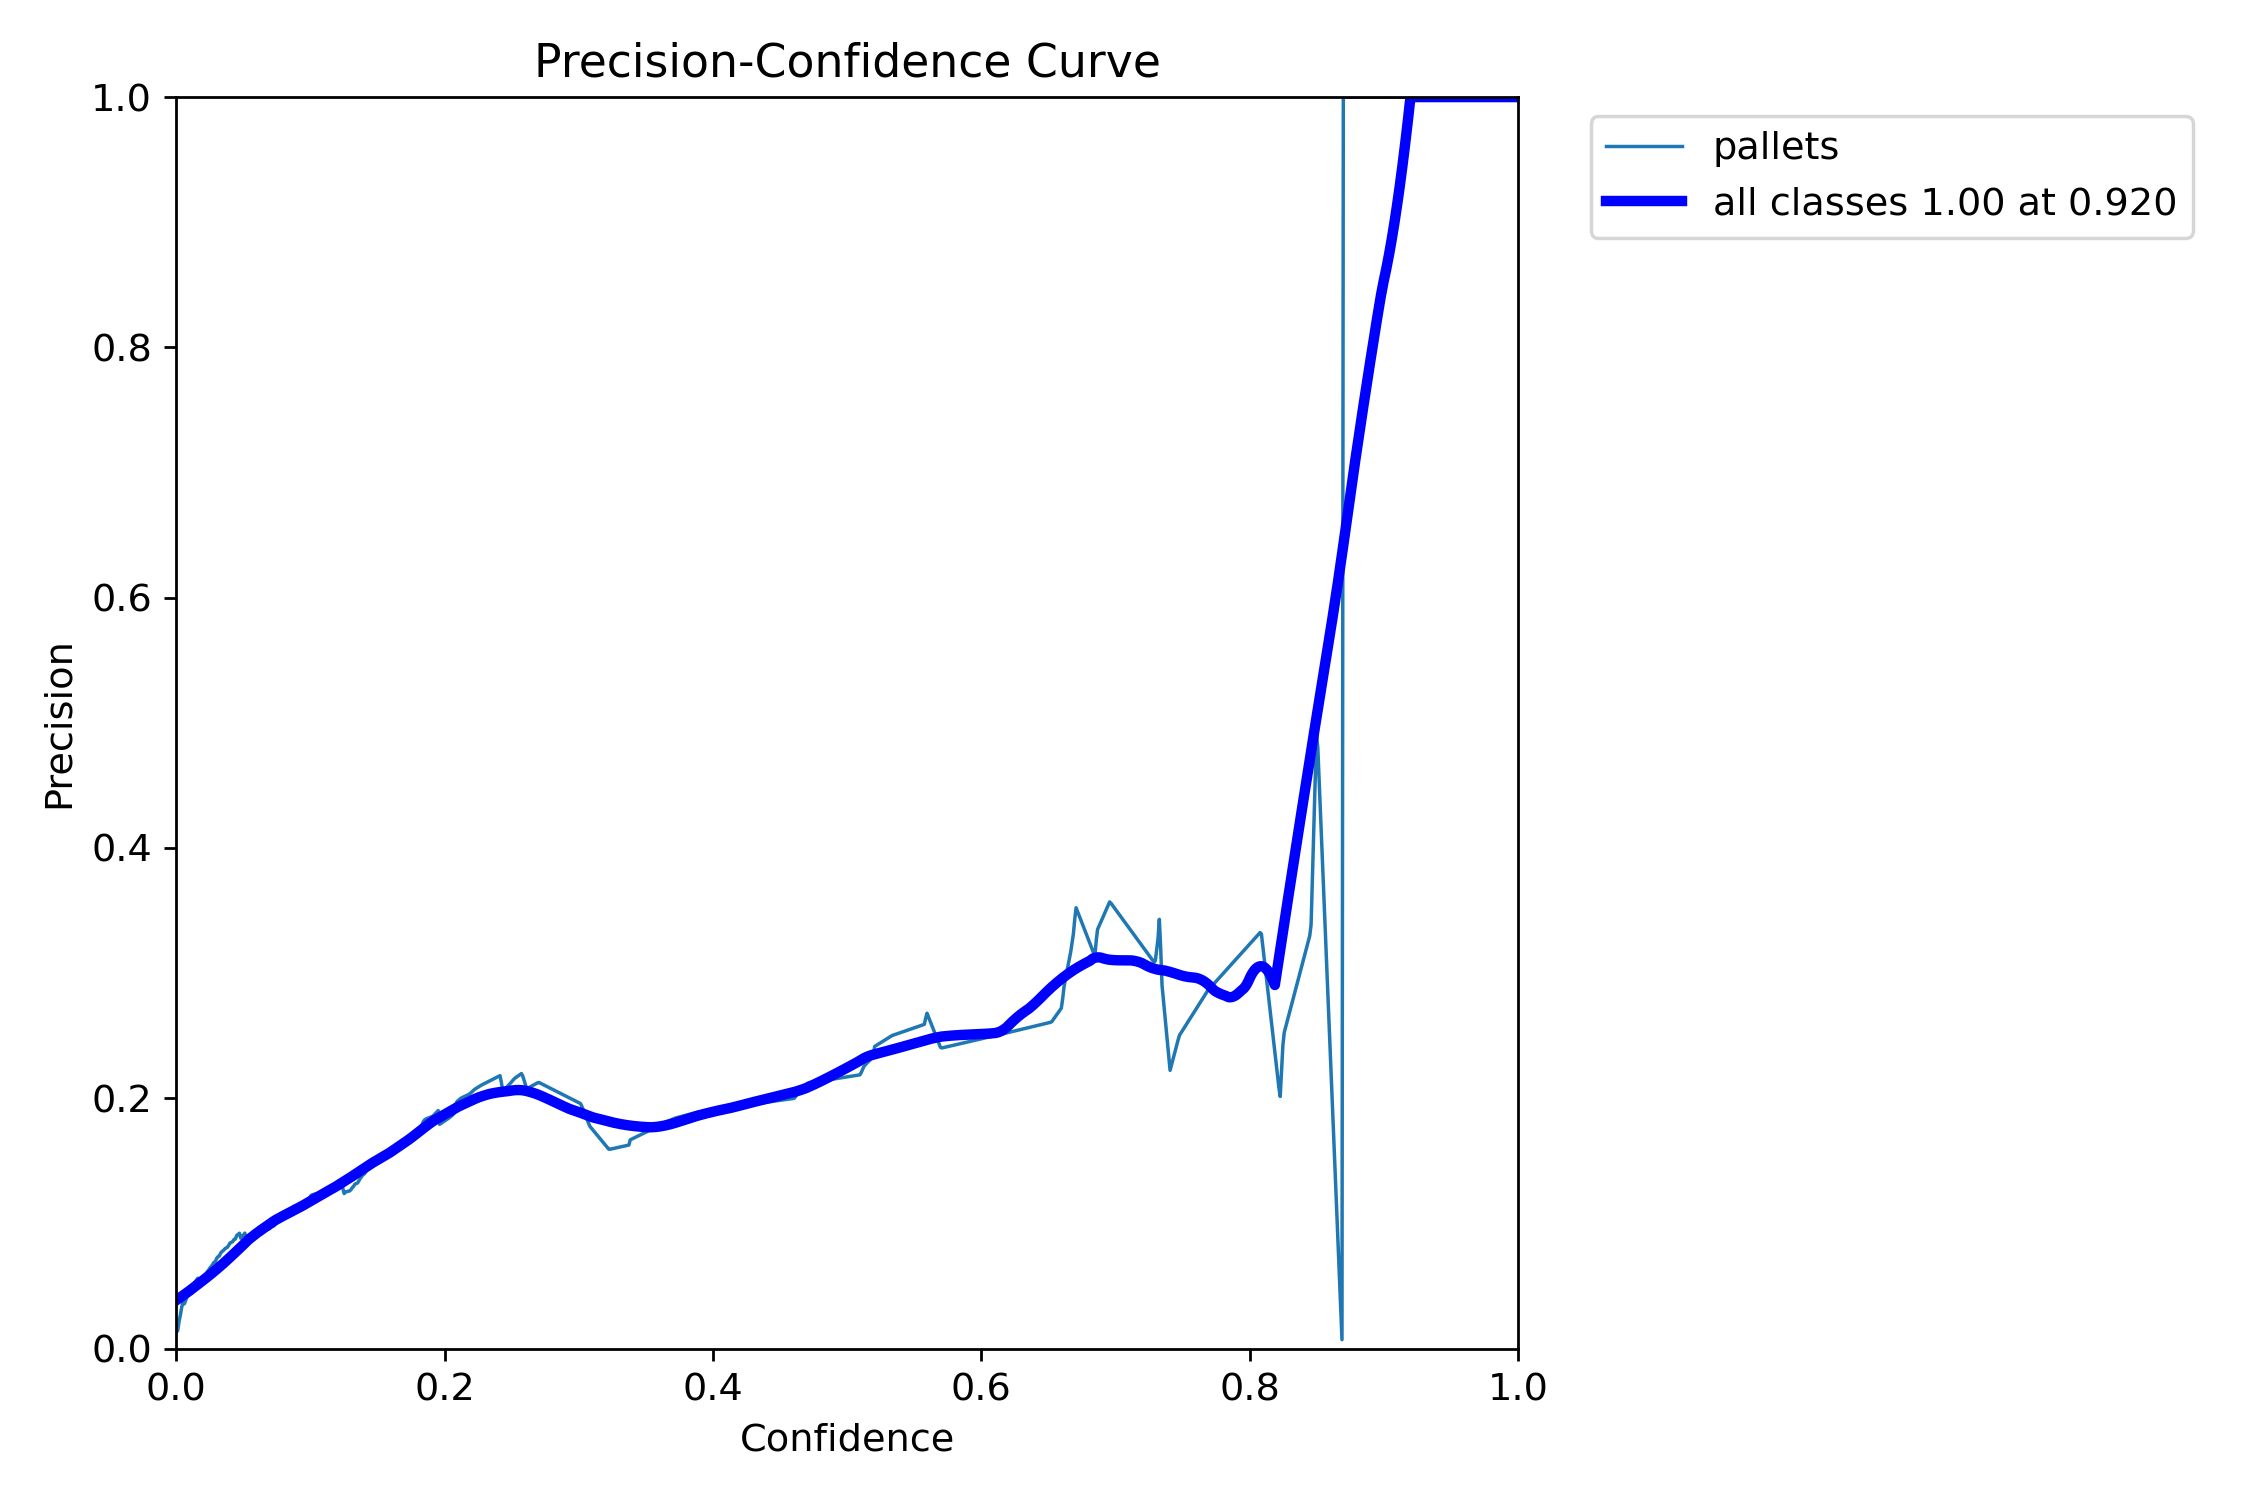 Precision-Confidence Curve
1.0
0.8
0.6
0.4
0.2
0.0
Precision
0.0 0.2 0.4 0.6 0.8 1.0
Confidence
pallets
all classes 1.00 at 0.920